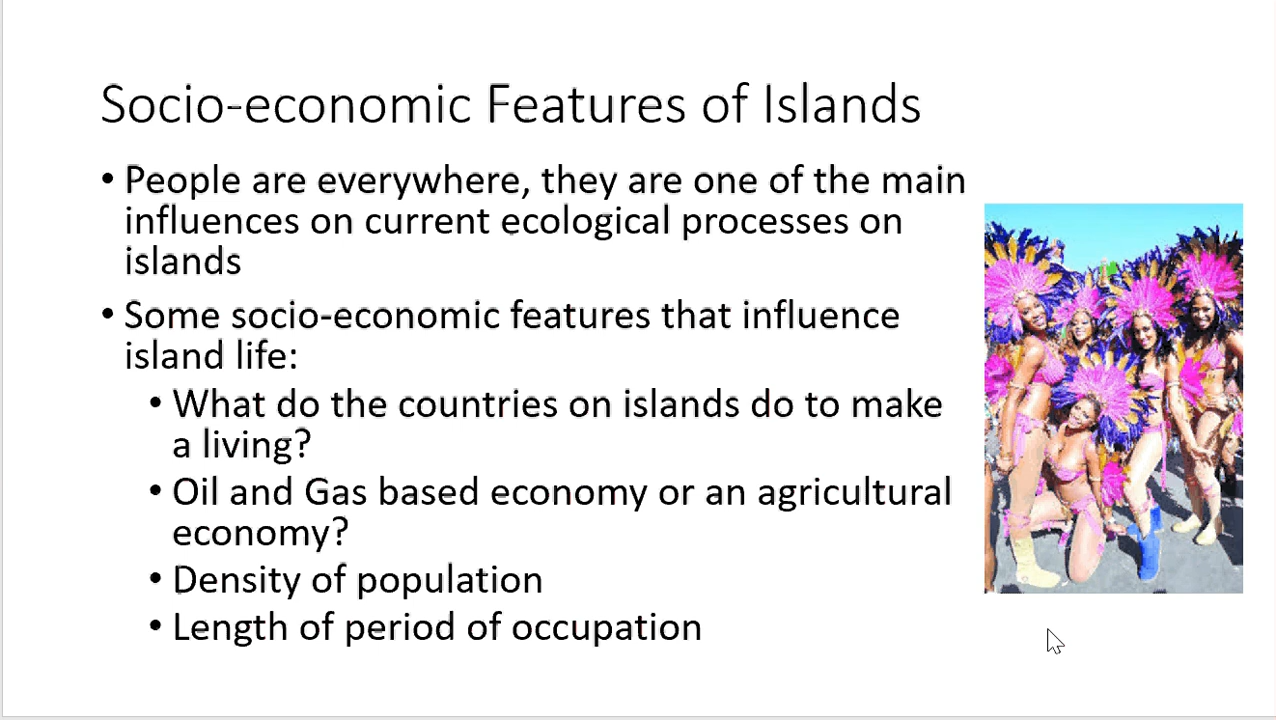 Socio-economic Features of Islands
• People are everywhere, they are one of the main
influences on current ecological processes on
islands
• Some socio-economic features that influence
island life:
• What do the countries on islands do to make
a living?
• Oil and Gas based economy or an agricultural
economy?
• Density of population
• Length of period of occupation